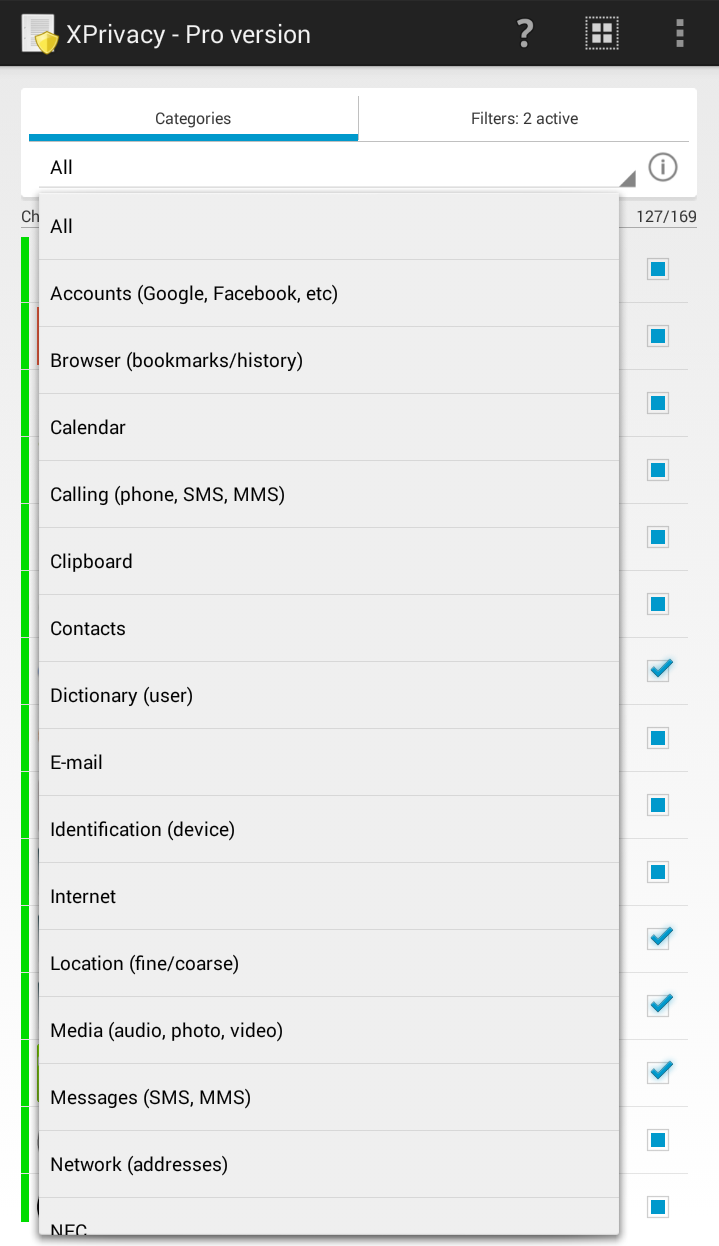 XPrivacy - Pro version
?
Categories
Filters: 2 active
All
Ch
127/169
All
Accounts (Google, Facebook, etc)
Browser (bookmarks/history)
Calendar
Calling (phone, SMS, MMS)
Clipboard
Contacts
Dictionary (user)
E-mail
Identification (device)
Internet
Location (fine/coarse)
Media (audio, photo, video)
Messages (SMS, MMS)
Network (addresses)
NFC